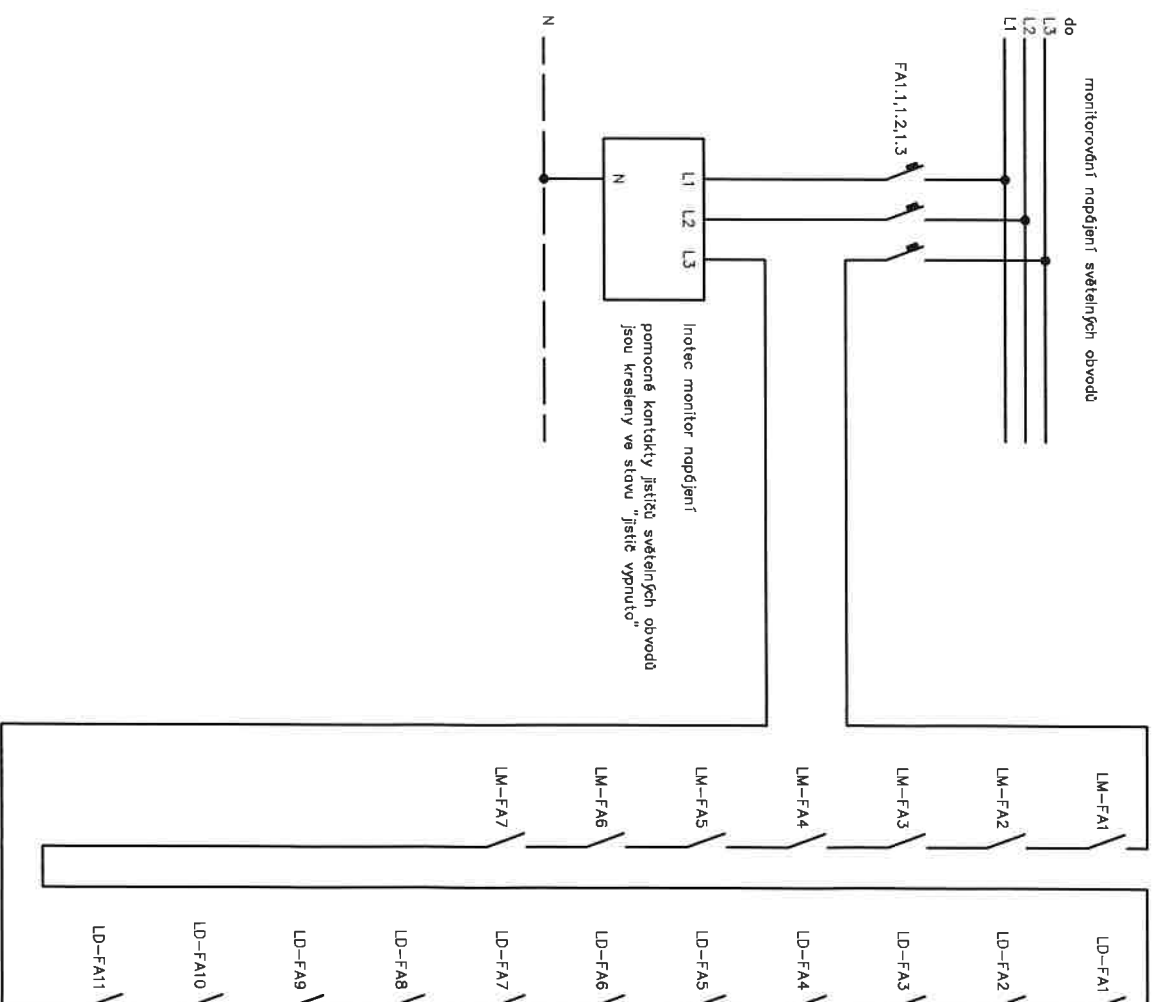 do
L3
L2
L1
monitorování napájení světelných obvodů
FA1.1,1.2,1.3
N
L1
L2
L3
N
Inotec monitor napájení
pomocné kontakty jističů světelných obvodů
jsou kresleny ve stavu "jistič vypnuto"
LM-FA1
LM-FA2
LM-FA3
LM-FA4
LM-FA5
LM-FA6
LM-FA7
LD-FA1
LD-FA2
LD-FA3
LD-FA4
LD-FA5
LD-FA6
LD-FA7
LD-FA8
LD-FA9
LD-FA10
LD-FA11